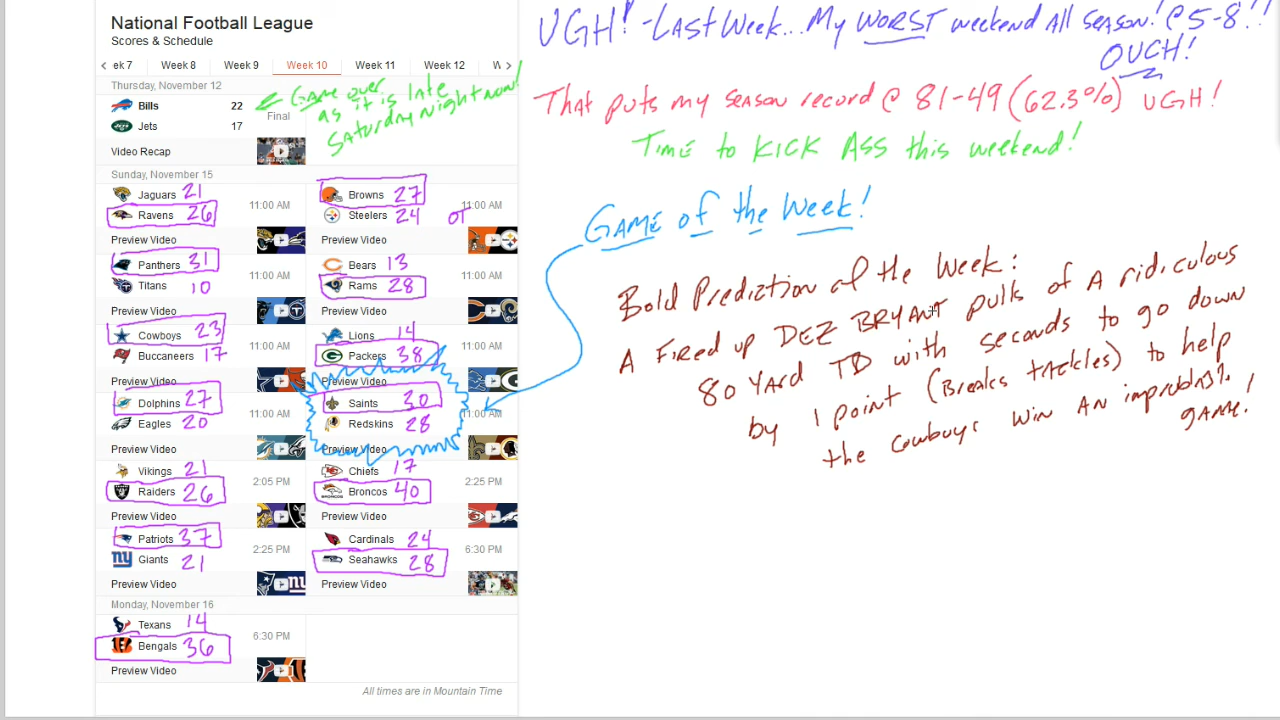 National Football League
Scores & Schedule
ek 7 Week 8 Week 9 Week 10 Week 11 Week 12 W
Thursday, November 12
Bills 22
Jets 17
Final
Video Recap
Game over as it is late Saturday night now!
Sunday, November 15
Jaguars 21
Ravens 26
11:00 AM
Preview Video
Browns 27
Steelers 24 OT
11:00 AM
Preview Video
Panthers 31
Titans 10
11:00 AM
Preview Video
Bears 13
Rams 28
11:00 AM
Preview Video
Cowboys 23
Buccaneers 17
11:00 AM
Preview Video
Lions 14
Packers 38
11:00 AM
Preview Video
Dolphins 27
Eagles 20
11:00 AM
Preview Video
Saints 30
Redskins 28
11:00 AM
Preview Video
Vikings 21
Raiders 26
2:05 PM
Preview Video
Chiefs 17
Broncos 40
2:25 PM
Preview Video
Patriots 37
Giants 21
2:25 PM
Preview Video
Cardinals 24
Seahawks 28
6:30 PM
Preview Video
Monday, November 16
Texans 14
Bengals 36
6:30 PM
Preview Video
All times are in Mountain Time
UGH! - Last Week... My WORST weekend All season! @ 5-8!!
OUCH!
That puts my season record @ 81-49 (62.3%) UGH!
Time to KICK ASS this weekend!
Game of the Week!
Bold Prediction of the Week:
A Fired up DEZ BRYANT pulls of A ridiculous
80 YARD TD with seconds to go down
by 1 point (Breaks tackles) to help
the cowboys win AN improbable
game!